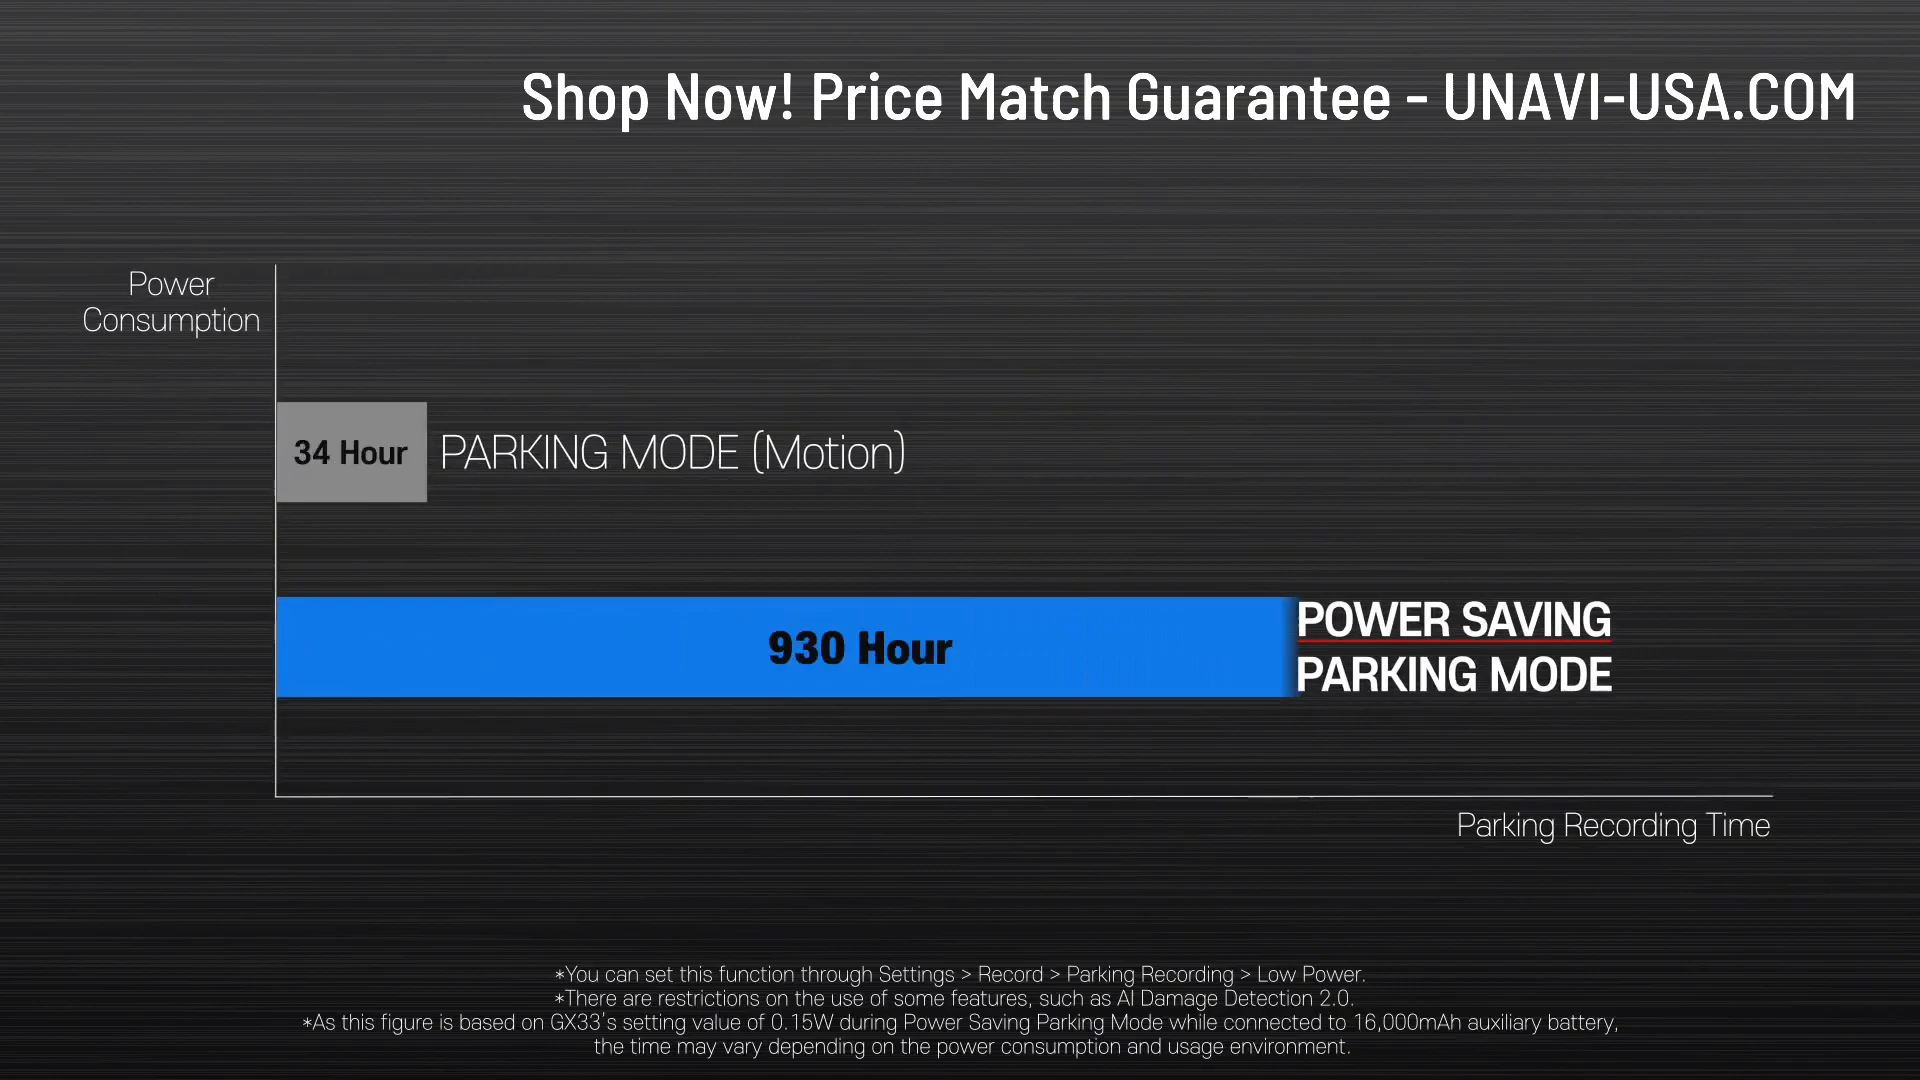 Shop Now! Price Match Guarantee - UNAVI-USA.COM
Power
Consumption
34 Hour PARKING MODE (Motion)
930 Hour
POWER SAVING
PARKING MODE
Parking Recording Time
*You can set this function through Settings > Record > Parking Recording > Low Power.
*There are restrictions on the use of some features, such as AI Damage Detection 2.0.
*As this figure is based on GX33's setting value of 0.15W during Power Saving Parking Mode while connected to 16,000mAh auxiliary battery,
the time may vary depending on the power consumption and usage environment.